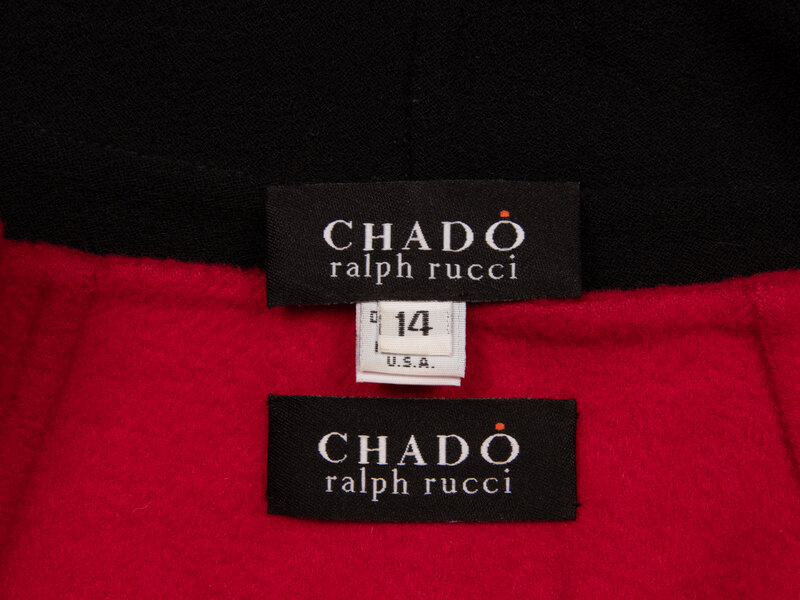 CHADO
ralph rucci
14
U.S.A.
CHADO
ralph rucci